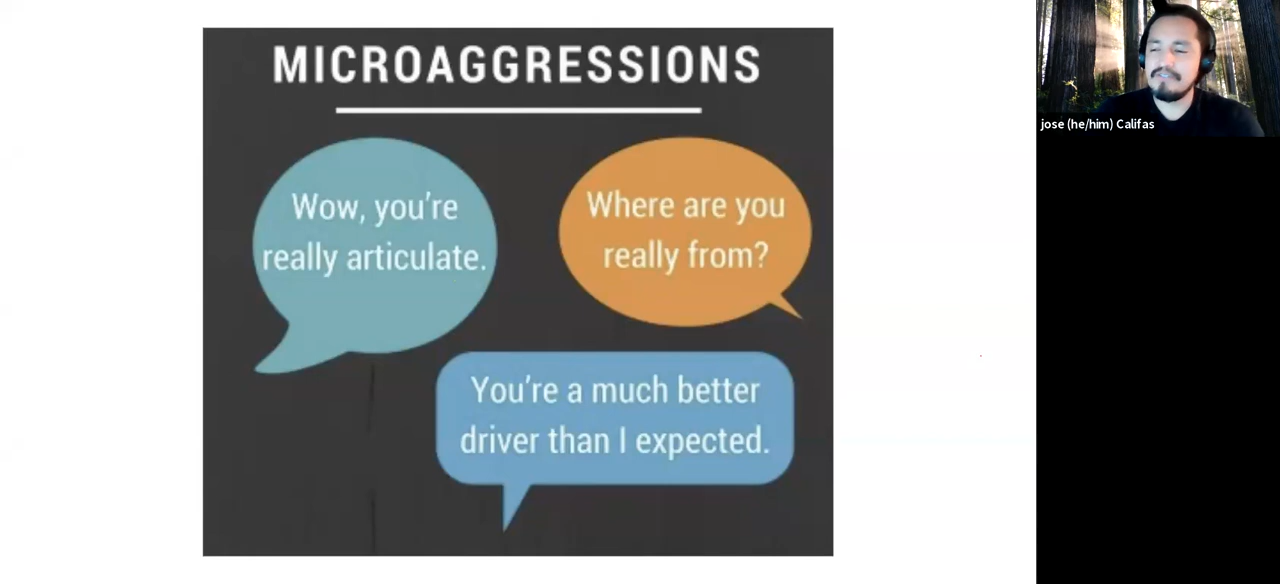 MICROAGGRESSIONS
Wow, you're
really articulate.
Where are you
really from?
You're a much better
driver than I expected.
jose (he/him) Califas